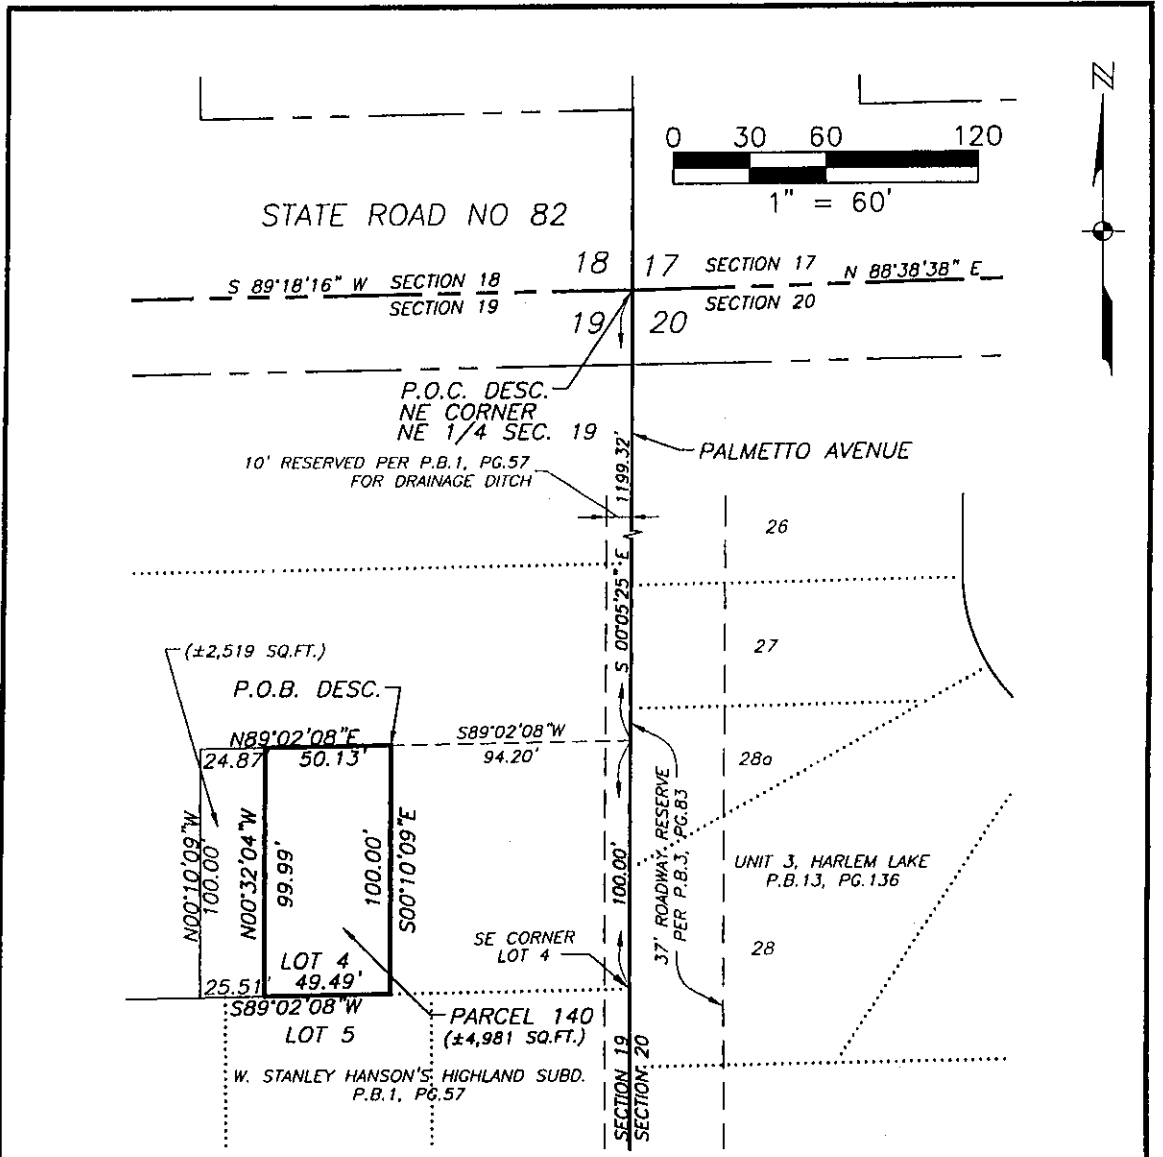 N
0 30 60 120
1" = 60'
STATE ROAD NO 82
18 17
S 89°18'16" W SECTION 18
SECTION 17 N 88°38'38" E
SECTION 19
SECTION 20
19 20
P.O.C. DESC.
NE CORNER
NE 1/4 SEC. 19
1199.32'
PALMETTO AVENUE
10' RESERVED PER P.B.1, PG.57
FOR DRAINAGE DITCH
26
S 00°05'25" E
27
(±2,519 SQ.FT.)
P.O.B. DESC.
N89°02'08"E
S89°02'08"W
24.87' 50.13'
94.20'
28a
N00°10'09"W
100.00'
N00°32'04"W
99.99'
100.00'
S00°10'09"E
100.00'
37' ROADWAY RESERVE
PER P.B.3, PG.83
UNIT 3, HARLEM LAKE
P.B.13, PG.136
SE CORNER
LOT 4
28
LOT 4
25.51' 49.49'
S89°02'08"W
LOT 5
PARCEL 140
(±4,981 SQ.FT.)
W. STANLEY HANSON'S HIGHLAND SUBD.
P.B.1, PG.57
SECTION 19
SECTION 20